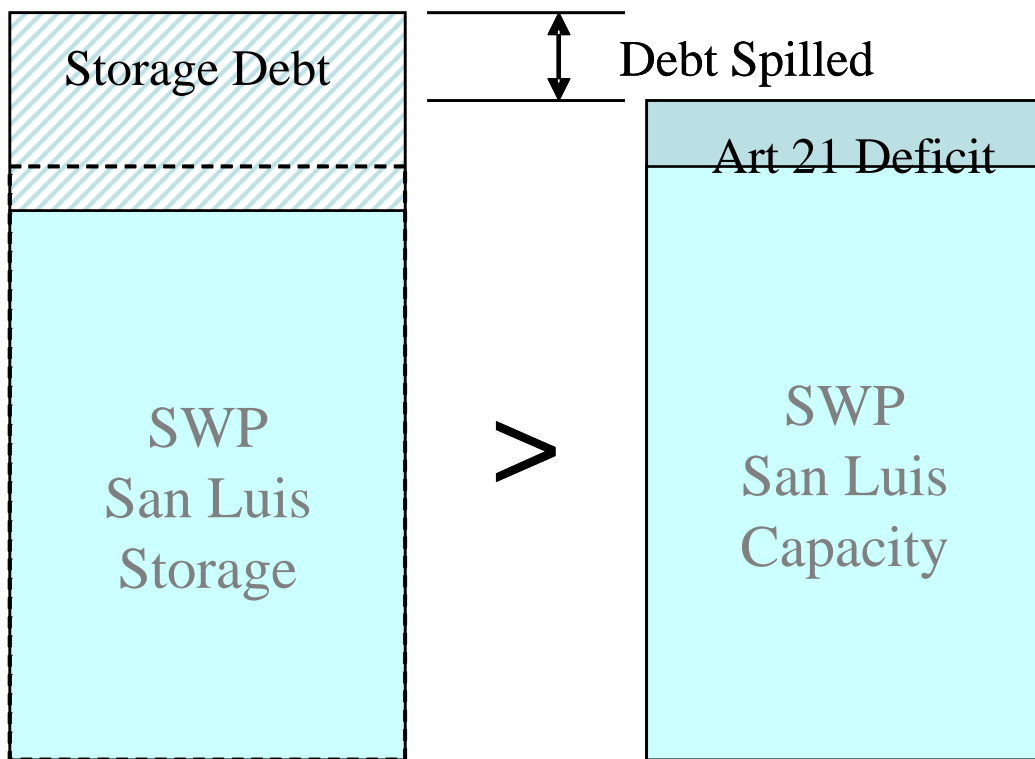 Storage Debt
Debt Spilled
Art 21 Deficit
SWP
San Luis
Storage
>
SWP
San Luis
Capacity